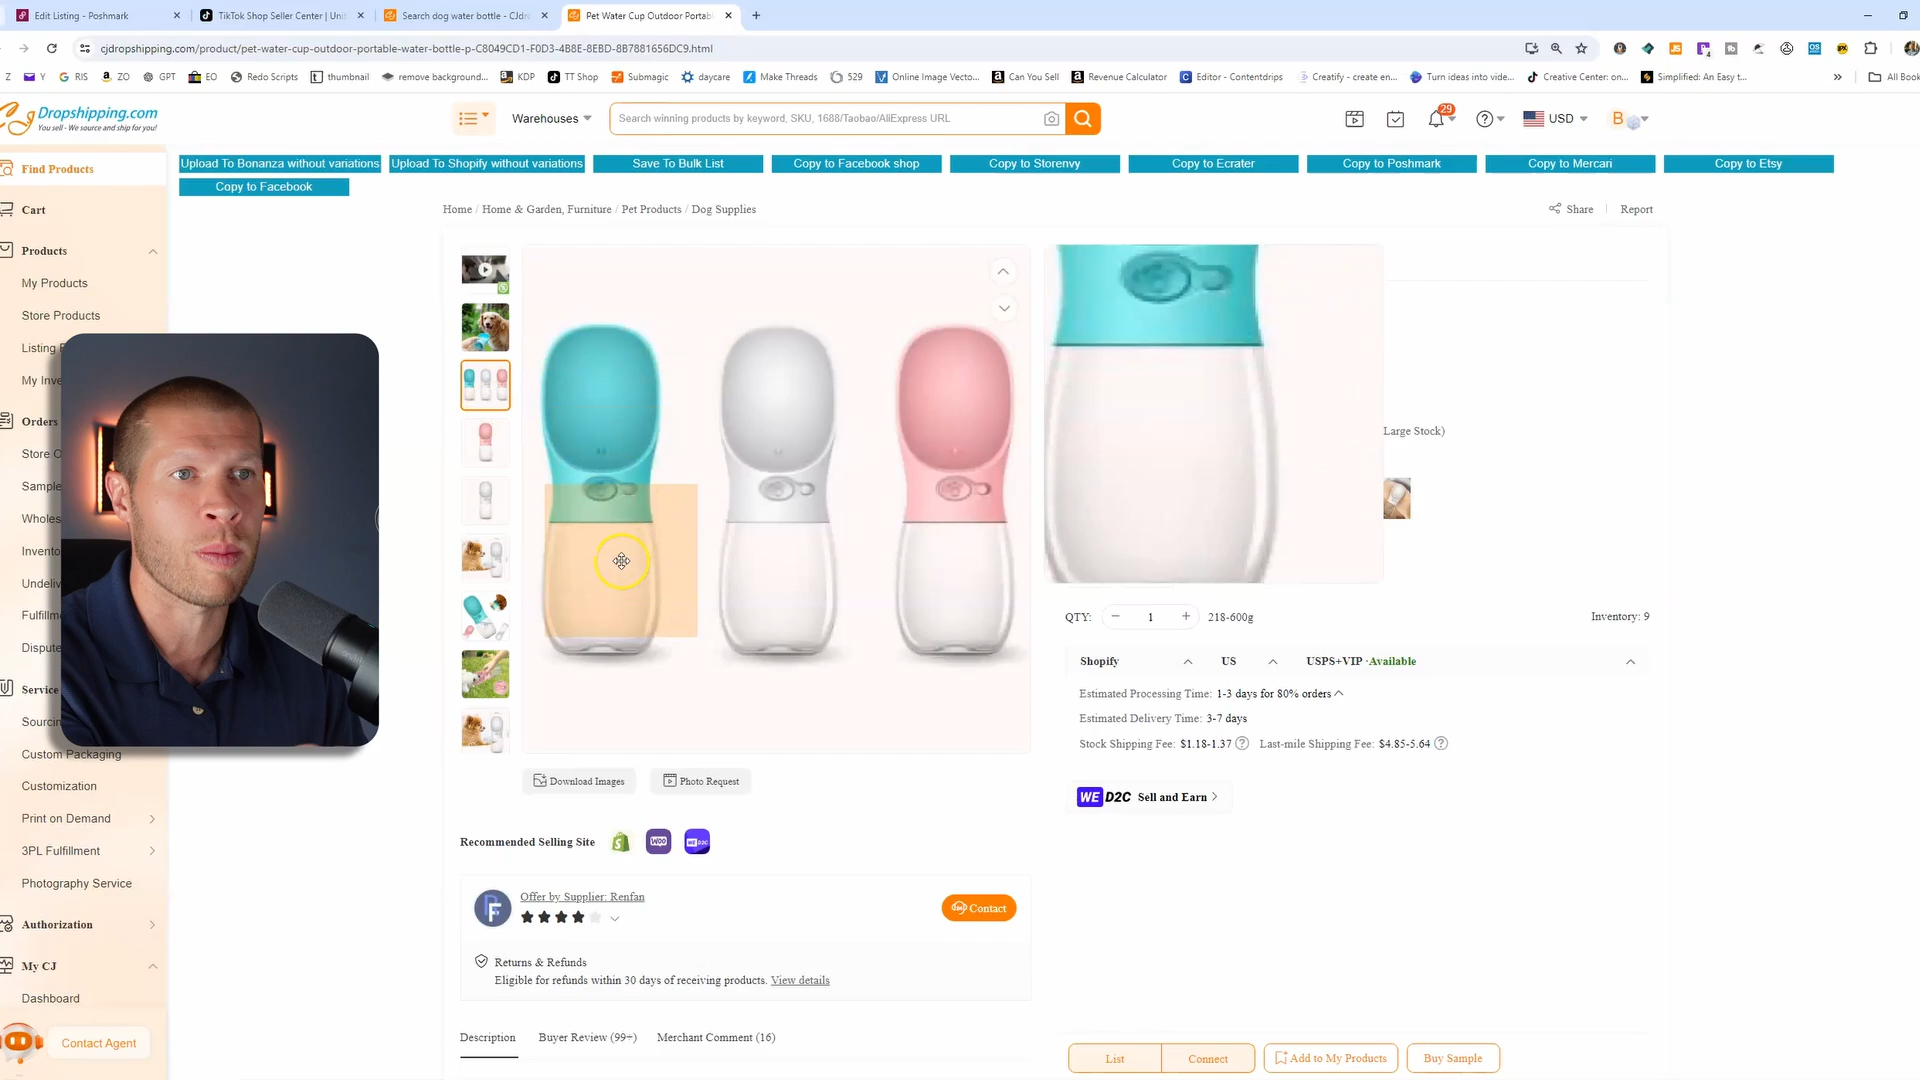 Edit Listing - Poshmark
TikTok Shop Seller Center | Uni
Search dog water bottle - CJdr
Pet Water Cup Outdoor Portab
cjdropshipping.com/product/pet-water-cup-outdoor-portable-water-bottle-p-C8049CD1-F0D3-4B8E-8EBD-8B7881656DC9.html
Z Y RIS ZO GPT EO Redo Scripts thumbnail remove background... KDP TT Shop Submagic daycare Make Threads 529 Online Image Vecto... Can You Sell Revenue Calculator Editor - Contentdrips Creatify - create en... Turn ideas into vide... Creative Center: on... Simplified: An Easy t... » All Book
Dropshipping.com
You sell - We source and ship for you!
Warehouses
Search winning products by keyword, SKU, 1688/Taobao/AliExpress URL
29
USD
B
Upload To Bonanza without variations
Upload To Shopify without variations
Save To Bulk List
Copy to Facebook shop
Copy to Storenvy
Copy to Ecrater
Copy to Poshmark
Copy to Mercari
Copy to Etsy
Copy to Facebook
Find Products
Cart
Products
My Products
Store Products
Listing
My Inve
Orders
Store O
Sample
Wholes
Invento
Undeliv
Fulfillm
Dispute
Service
Sourcin
Custom Packaging
Customization
Print on Demand
3PL Fulfillment
Photography Service
Authorization
My CJ
Dashboard
Contact Agent
Home / Home & Garden, Furniture / Pet Products / Dog Supplies
Share
Report
Large Stock)
QTY: − 1 + 218-600g
Inventory: 9
Shopify
US
USPS+VIP ·Available
Estimated Processing Time: 1-3 days for 80% orders
Estimated Delivery Time: 3-7 days
Stock Shipping Fee: $1.18-1.37 ? Last-mile Shipping Fee: $4.85-5.64 ?
WE D2C Sell and Earn >
Download Images
Photo Request
Recommended Selling Site
WOO
Offer by Supplier: Renfan
Contact
Returns & Refunds
Eligible for refunds within 30 days of receiving products. View details
Description
Buyer Review (99+)
Merchant Comment (16)
List
Connect
Add to My Products
Buy Sample